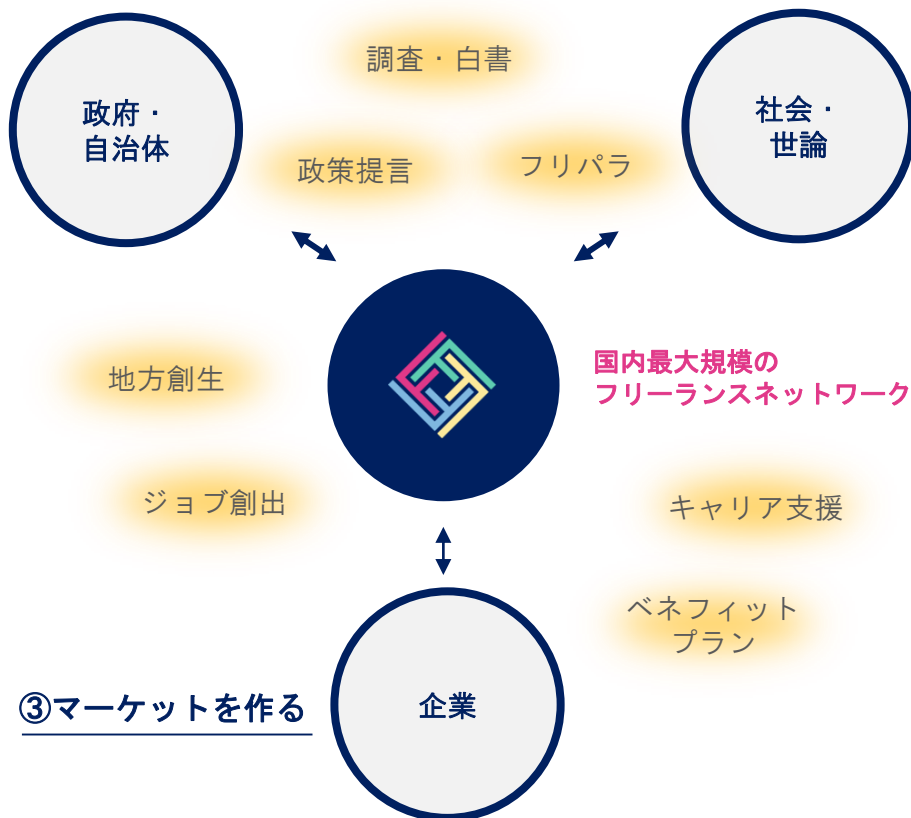 調査・白書
政府・
自治体
社会・
世論
政策提言
フリパラ
国内最大規模の
フリーランスネットワーク
地方創生
ジョブ創出
キャリア支援
ベネフィット
プラン
③マーケットを作る
企業